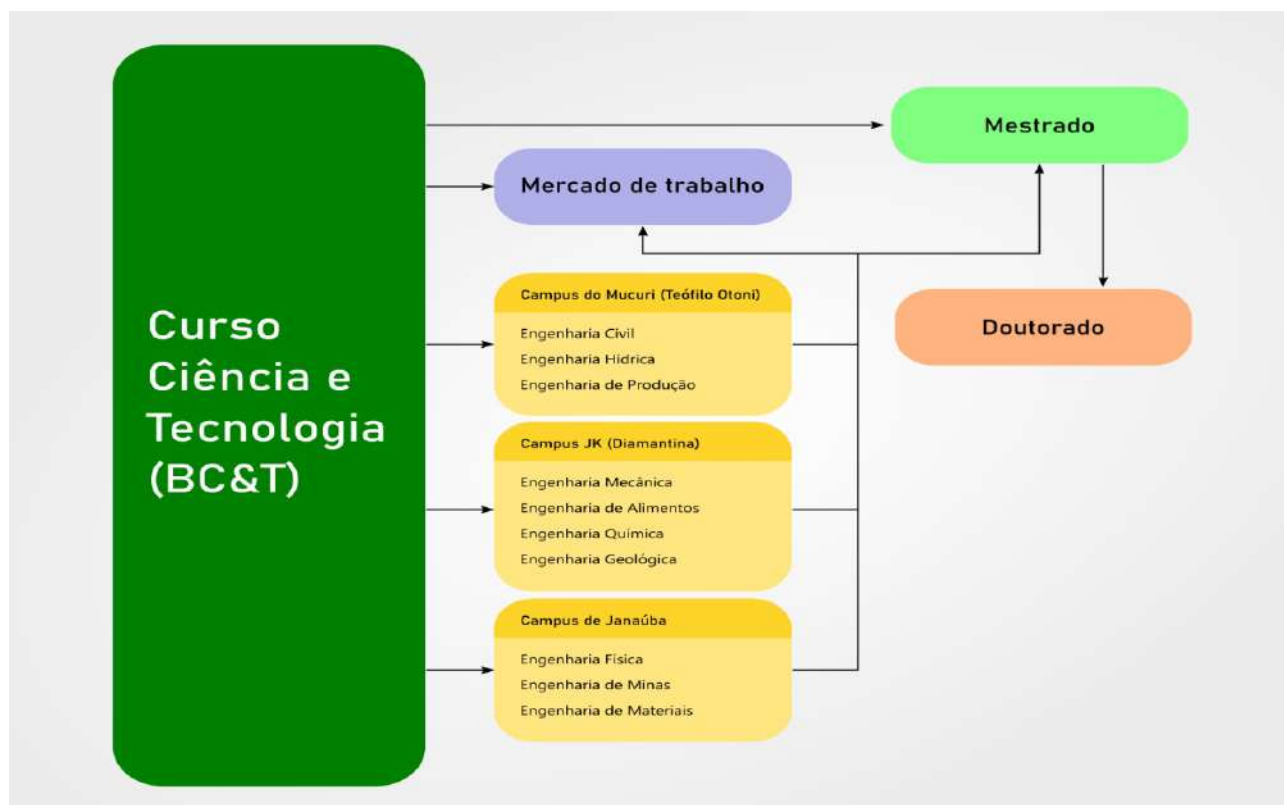 Curso
Ciência e
Tecnologia
(BC&T)
Mestrado
Mercado de trabalho
Doutorado
Campus do Mucuri (Teófilo Otoni)
Engenharia Civil
Engenharia Hídrica
Engenharia de Produção
Campus JK (Diamantina)
Engenharia Mecânica
Engenharia de Alimentos
Engenharia Química
Engenharia Geológica
Campus de Janaúba
Engenharia Física
Engenharia de Minas
Engenharia de Materiais